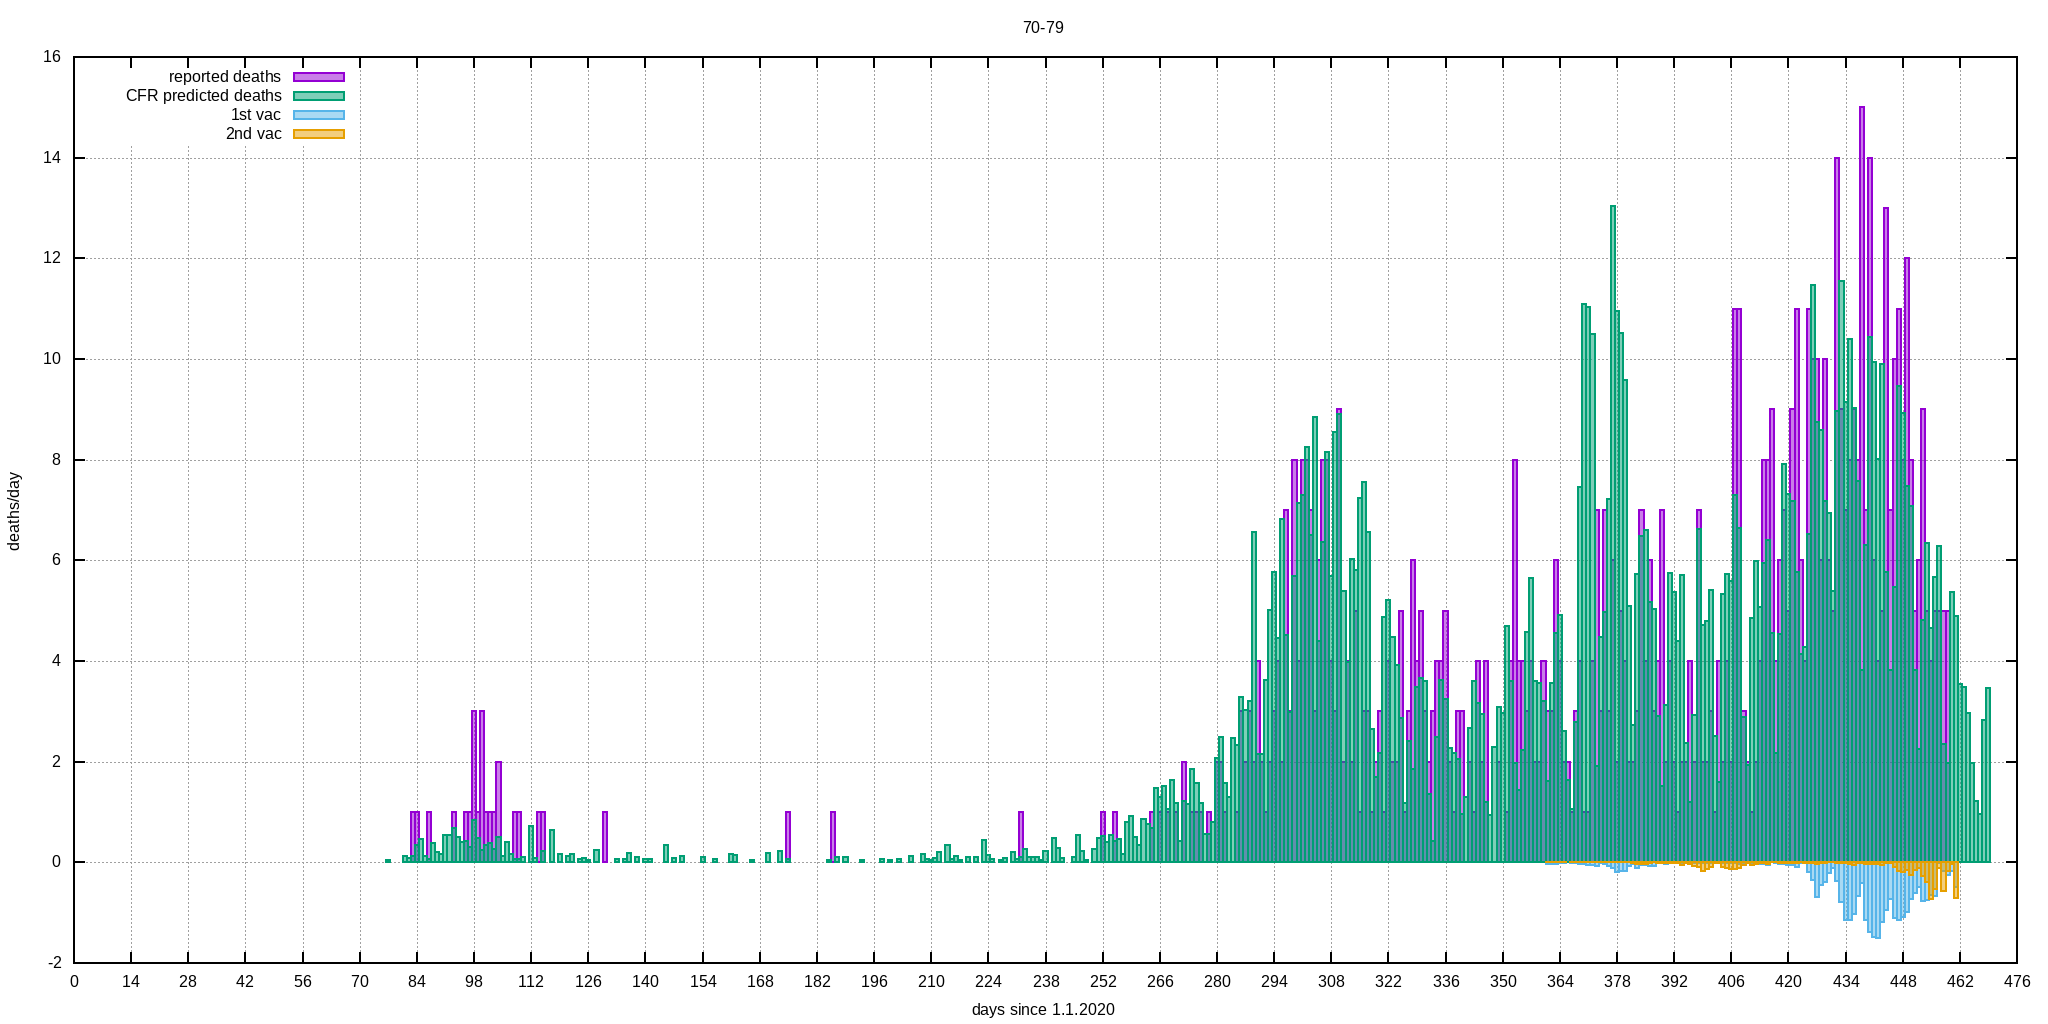 70-79
reported deaths
CFR predicted deaths
1st vac
2nd vac
deaths/day
16
14
12
10
8
6
4
2
0
-2
0 14 28 42 56 70 84 98 112 126 140 154 168 182 196 210 224 238 252 266 280 294 308 322 336 350 364 378 392 406 420 434 448 462 476
days since 1.1.2020